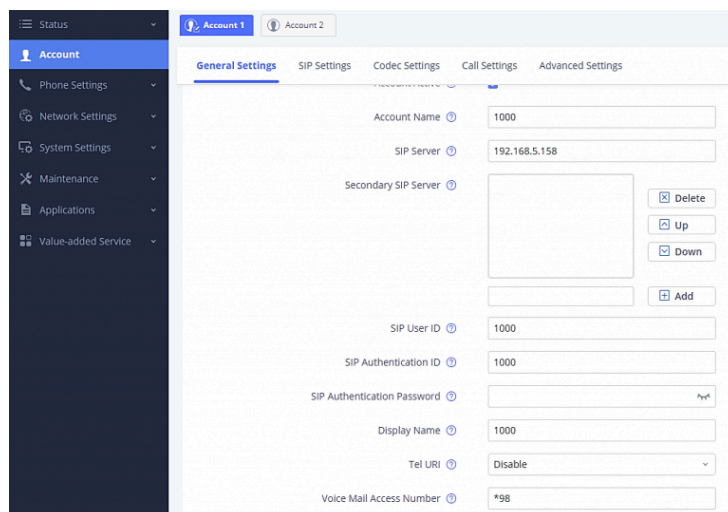 Status
Account
Phone Settings
Network Settings
System Settings
Maintenance
Applications
Value-added Service
Account 1
Account 2
General Settings
SIP Settings
Codec Settings
Call Settings
Advanced Settings
Account Active
Account Name
1000
SIP Server
192.168.5.158
Secondary SIP Server
Delete
Up
Down
Add
SIP User ID
1000
SIP Authentication ID
1000
SIP Authentication Password
Display Name
1000
Tel URI
Disable
Voice Mail Access Number
*98